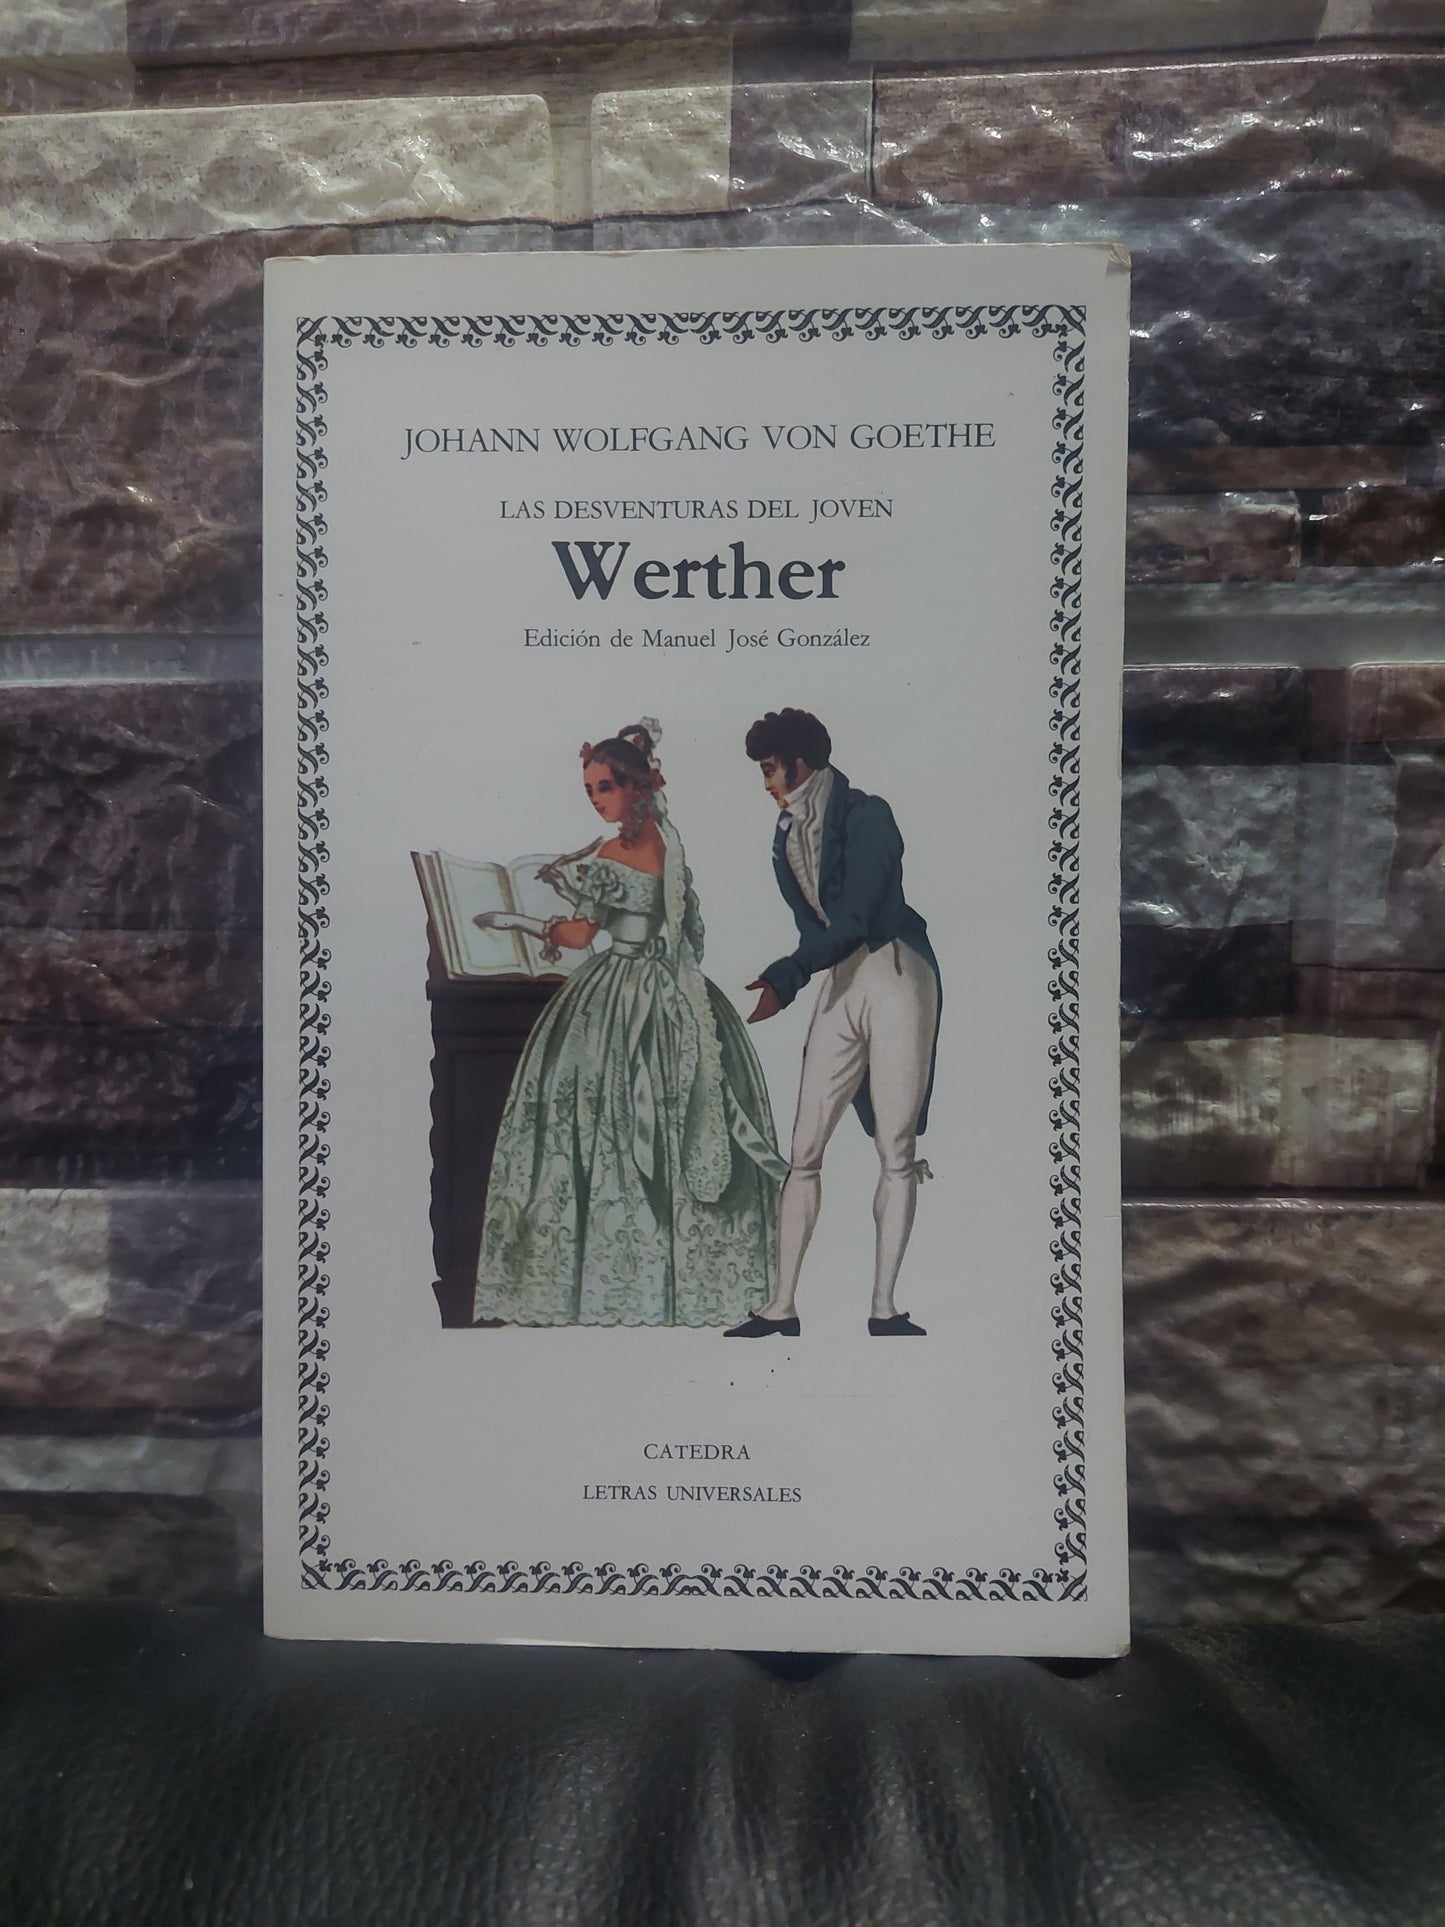 JOHANN WOLFGANG VON GOETHE
LAS DESVENTURAS DEL JOVEN
Werther
Edición de Manuel José González
CATEDRA
LETRAS UNIVERSALES